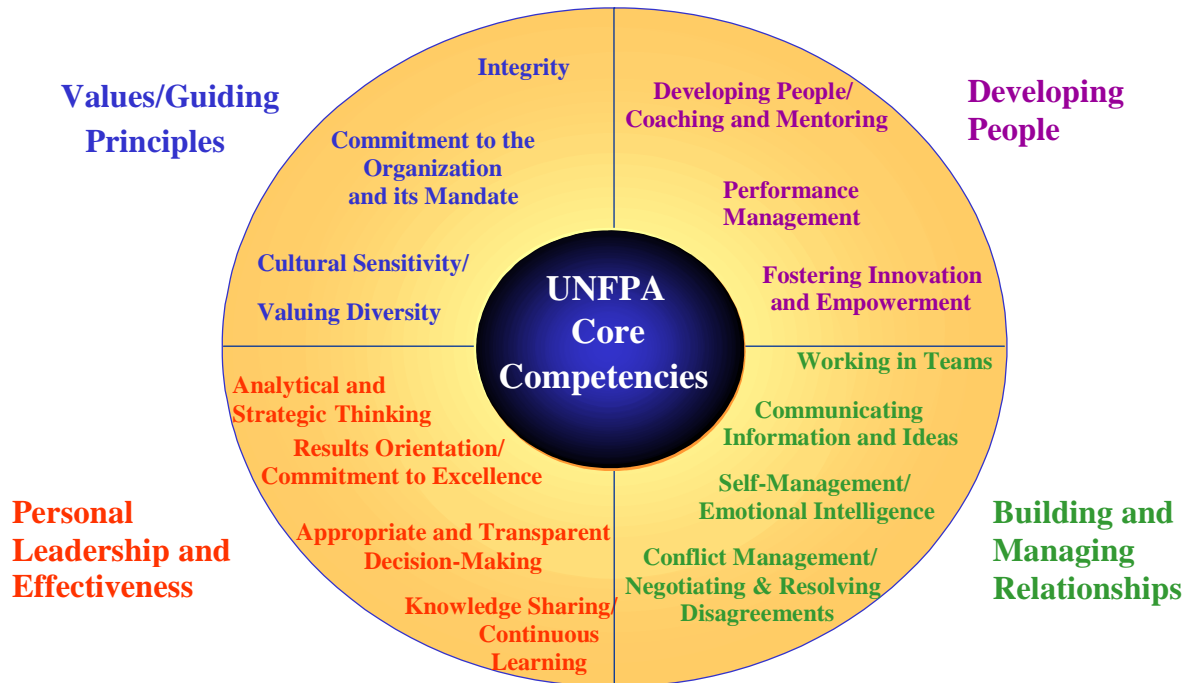 Values/Guiding
Principles
Integrity
Commitment to the
Organization
and its Mandate
Cultural Sensitivity/
Valuing Diversity
Developing People/
Coaching and Mentoring
Performance
Management
Fostering Innovation
and Empowerment
Developing
People
UNFPA
Core
Competencies
Personal
Leadership and
Effectiveness
Analytical and
Strategic Thinking
Results Orientation/
Commitment to Excellence
Appropriate and Transparent
Decision-Making
Knowledge Sharing/
Continuous
Learning
Working in Teams
Communicating
Information and Ideas
Self-Management/
Emotional Intelligence
Conflict Management/
Negotiating & Resolving
Disagreements
Building and
Managing
Relationships